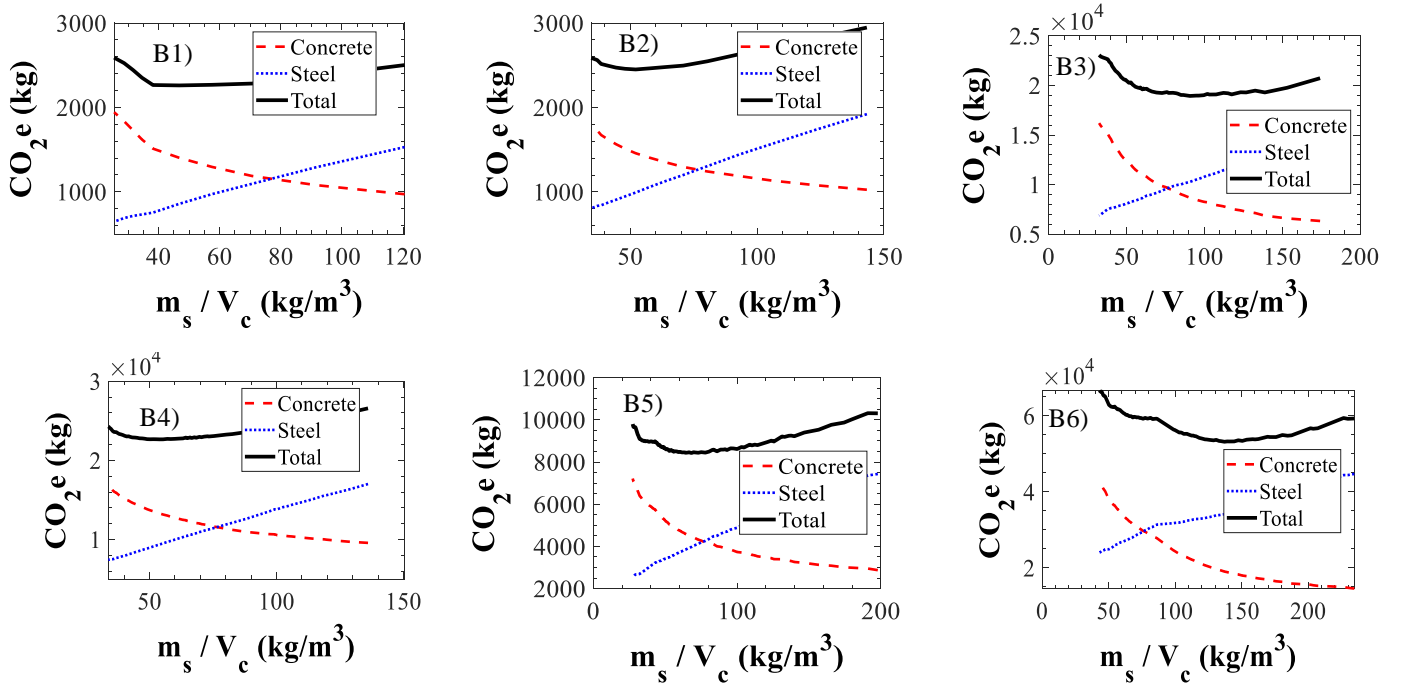 B1)
CO2e (kg)
3000
2000
1000
Concrete
Steel
Total
40 60 80 100 120
ms / Vc (kg/m3)
B2)
CO2e (kg)
3000
2000
1000
Concrete
Steel
Total
50 100 150
ms / Vc (kg/m3)
×10^4
B3)
CO2e (kg)
2.5
2
1.5
1
0.5
Concrete
Steel
Total
0 50 100 150 200
ms / Vc (kg/m3)
×10^4
B4)
CO2e (kg)
3
2
1
Concrete
Steel
Total
50 100 150
ms / Vc (kg/m3)
B5)
CO2e (kg)
12000
10000
8000
6000
4000
2000
Concrete
Steel
Total
0 100 200
ms / Vc (kg/m3)
×10^4
B6)
CO2e (kg)
6
4
2
Concrete
Steel
Total
0 50 100 150 200
ms / Vc (kg/m3)